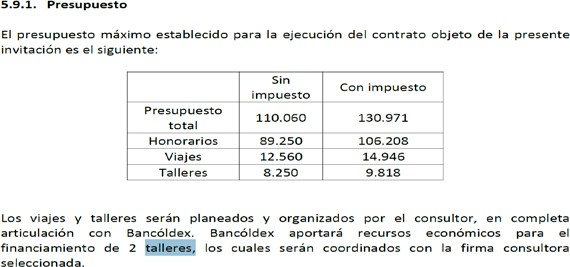 5.9.1. Presupuesto
El presupuesto máximo establecido para la ejecución del contrato objeto de la presente
invitación es el siguiente:
Sin impuesto Con impuesto
Presupuesto total 110.060 130.971
Honorarios 89.250 106.208
Viajes 12.560 14.946
Talleres 8.250 9.818
Los viajes y talleres serán planeados y organizados por el consultor, en completa
articulación con Bancóldex. Bancóldex aportará recursos económicos para el
financiamiento de 2 talleres, los cuales serán coordinados con la firma consultora
seleccionada.